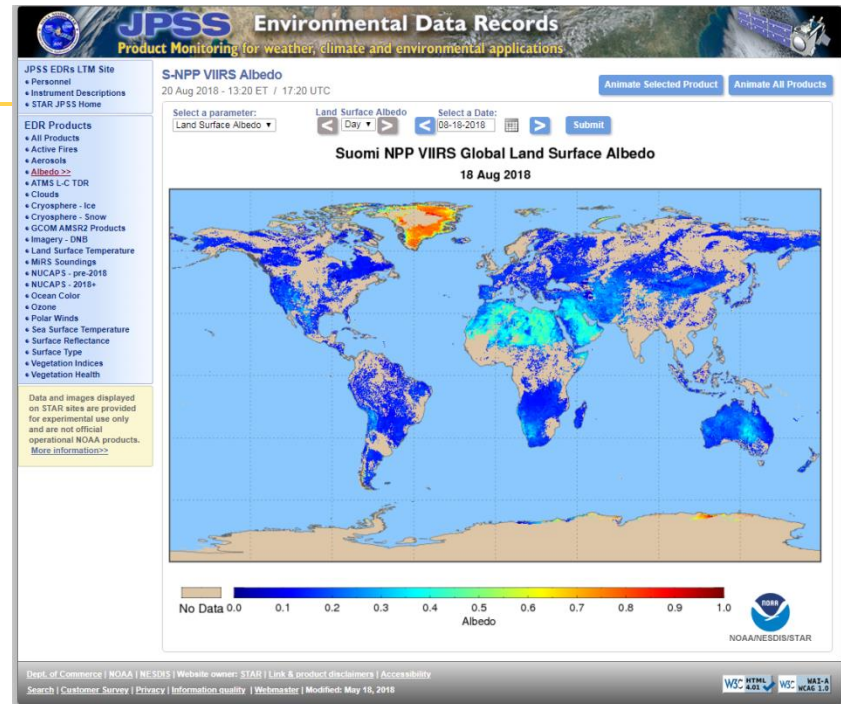 JPSS Environmental Data Records
Product Monitoring for weather, climate and environmental applications
JPSS EDRs LTM Site
Personnel
Instrument Descriptions
STAR JPSS Home
EDR Products
All Products
Active Fires
Aerosols
Albedo >>
ATMS L-C TDR
Clouds
Cryosphere - Ice
Cryosphere - Snow
GCOM AMSR2 Products
Imagery - DNB
Land Surface Temperature
MiRS Soundings
NUCAPS - pre-2018
NUCAPS - 2018+
Ocean Color
Ozone
Polar Winds
Sea Surface Temperature
Surface Reflectance
Surface Type
Vegetation Indices
Vegetation Health
Data and images displayed
on STAR sites are provided
for experimental use only
and are not official
operational NOAA products.
More information>>
S-NPP VIIRS Albedo
20 Aug 2018 - 13:20 ET / 17:20 UTC
Animate Selected Product Animate All Products
Select a parameter: Land Surface Albedo Select a Date:
Land Surface Albedo ▼ < Day ▼ > < 08-18-2018 > Submit
Suomi NPP VIIRS Global Land Surface Albedo
18 Aug 2018
No Data 0.0 0.1 0.2 0.3 0.4 0.5 0.6 0.7 0.8 0.9 1.0
Albedo
NOAA
NOAA/NESDIS/STAR
Dept. of Commerce | NOAA | NESDIS | Website owner: STAR | Link & product disclaimers | Accessibility
Search | Customer Survey | Privacy | Information quality | Webmaster | Modified: May 18, 2018
W3C HTML 4.01
W3C WAI-A WCAG 1.0